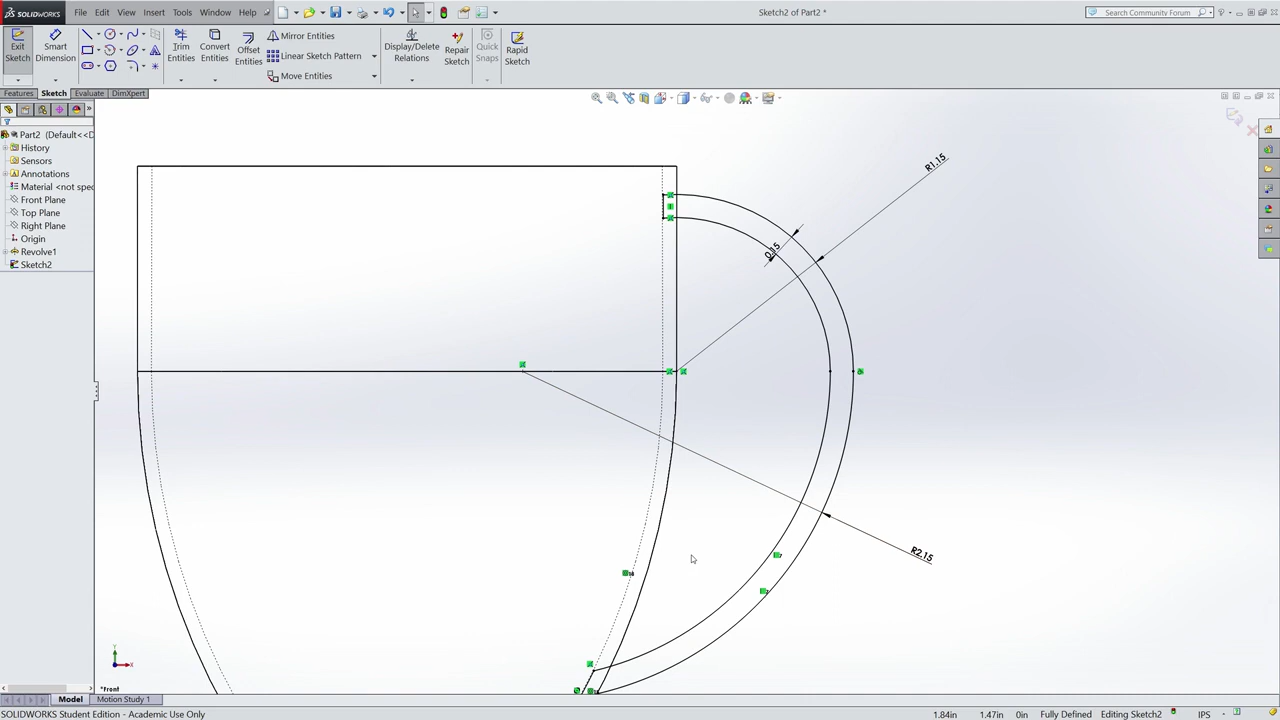 SOLIDWORKS File Edit View Insert Tools Window Help Sketch2 of Part2 * Search Community Forum
Exit Sketch
Smart Dimension
Trim Entities
Convert Entities
Offset Entities
Mirror Entities
Linear Sketch Pattern
Move Entities
Display/Delete Relations
Repair Sketch
Quick Snaps
Rapid Sketch
Features Sketch Evaluate DimXpert
Part2 (Default<<D
History
Sensors
Annotations
Material <not spe
Front Plane
Top Plane
Right Plane
Origin
Revolve1
Sketch2
R1.15
0.15
R2.15
Y
X
*Front
Model Motion Study 1
SOLIDWORKS Student Edition - Academic Use Only 1.84in 1.47in 0in Fully Defined Editing Sketch2 IPS